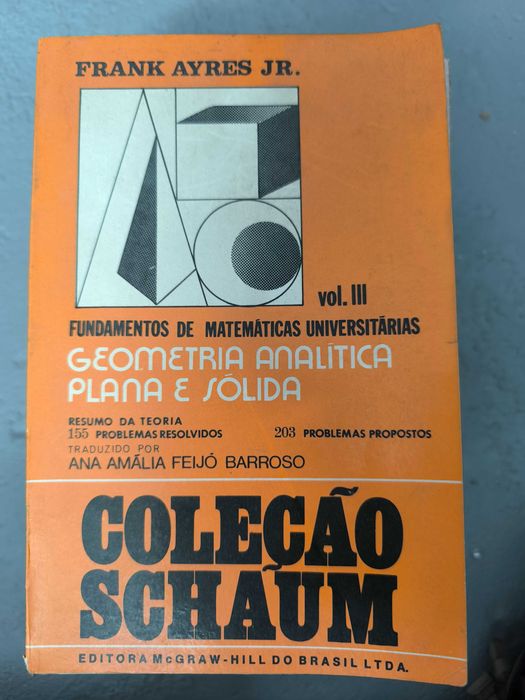 FRANK AYRES JR.
vol. III
FUNDAMENTOS DE MATEMÁTICAS UNIVERSITÁRIAS
GEOMETRIA ANALÍTICA
PLANA E SÓLIDA
RESUMO DA TEORIA
155 PROBLEMAS RESOLVIDOS 203 PROBLEMAS PROPOSTOS
TRADUZIDO POR
ANA AMÁLIA FEIJÓ BARROSO
COLEÇÃO
SCHAUM
EDITORA McGRAW-HILL DO BRASIL LTDA.